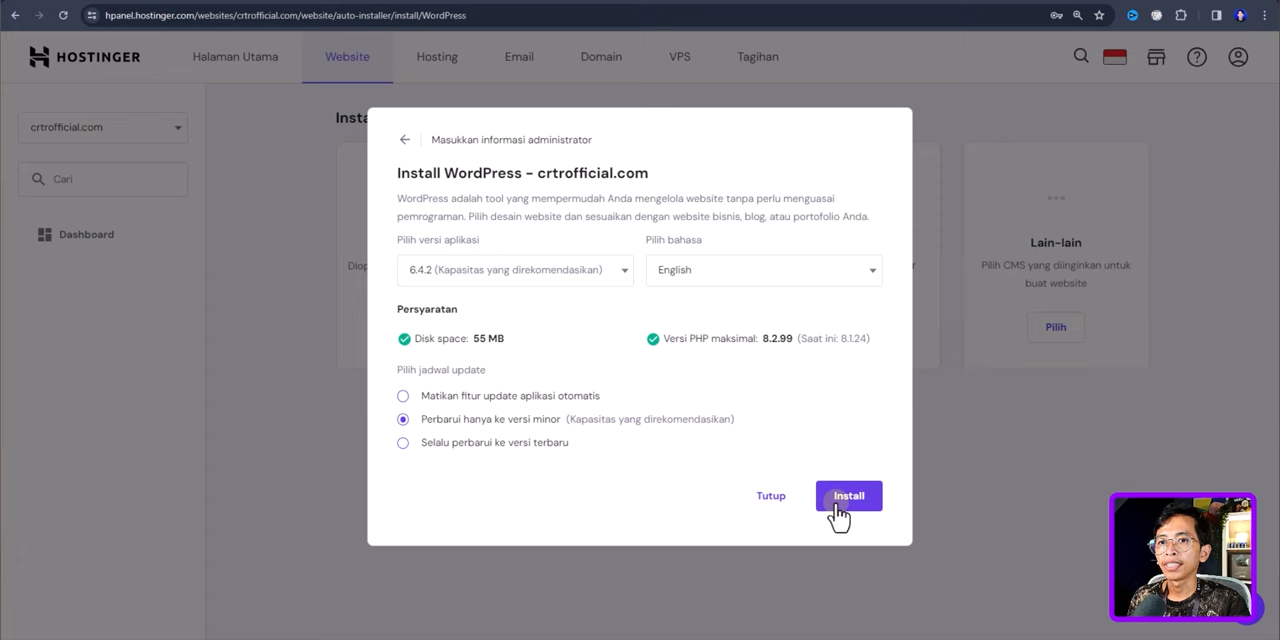 hpanel.hostinger.com/websites/crtrofficial.com/website/auto-installer/install/WordPress
HOSTINGER
Halaman Utama
Website
Hosting
Email
Domain
VPS
Tagihan
crtrofficial.com
Cari
Dashboard
Masukkan informasi administrator
Install WordPress - crtrofficial.com
WordPress adalah tool yang mempermudah Anda mengelola website tanpa perlu menguasai
pemrograman. Pilih desain website dan sesuaikan dengan website bisnis, blog, atau portofolio Anda.
Pilih versi aplikasi
Pilih bahasa
6.4.2 (Kapasitas yang direkomendasikan)
English
Persyaratan
Disk space: 55 MB
Versi PHP maksimal: 8.2.99 (Saat ini: 8.1.24)
Pilih jadwal update
Matikan fitur update aplikasi otomatis
Perbarui hanya ke versi minor (Kapasitas yang direkomendasikan)
Selalu perbarui ke versi terbaru
Tutup
Install
Lain-lain
Pilih CMS yang diinginkan untuk
buat website
Pilih